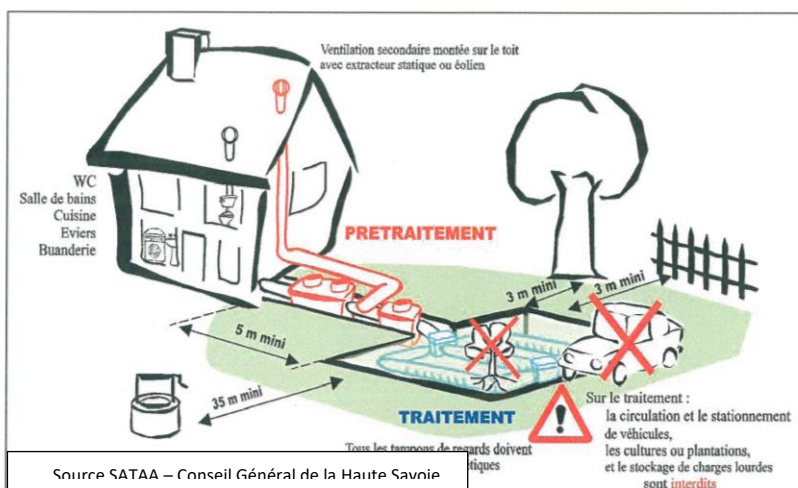 Ventilation secondaire montée sur le toit
avec extracteur statique ou éolien
WC
Salle de bains
Cuisine
Eviers
Buanderie
PRETRAITEMENT
3 m mini
3 m mini
5 m mini
35 m mini
TRAITEMENT
Tous les tampons de regards doivent
Sur le traitement :
la circulation et le stationnement
de véhicules,
les cultures ou plantations,
et le stockage de charges lourdes
sont interdits
Source SATAA – Conseil Général de la Haute Savoie